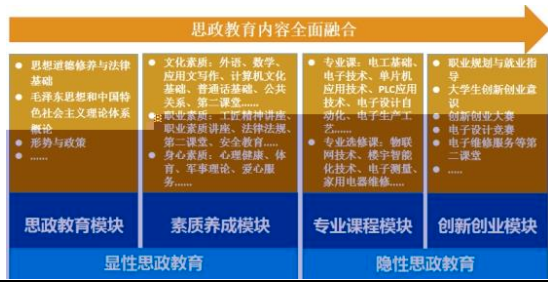 思政教育内容全面融合
● 思想道德修养与法律
基础
● 毛泽东思想和中国特
色社会主义理论体系
概论
● 形势与政策
● ......
● 文化素质：外语、数学、
应用文写作、计算机文化
基础、普通话基础、公共
关系、第二课堂......
● 职业素质：工匠精神讲座、
职业素质讲座、法律法规、
第二课堂、安全教育....
● 身心素质：心理健康、体
育、军事理论、爱心服
务......
● 专业课：电工基础、
电子技术、单片机
应用技术、PLC应用
技术、电子设计自
动化、电子生产工
艺......
● 专业选修课：物联
网技术、楼宇智能
化技术、电子测量、
家用电器维修.....
● 职业规划与就业指
导
● 大学生创新创业意
识
● 创新创业大赛
● 电子设计竞赛
● 电子维修服务等第
二课堂
● .....
思政教育模块
素质养成模块
专业课程模块
创新创业模块
显性思政教育
隐性思政教育